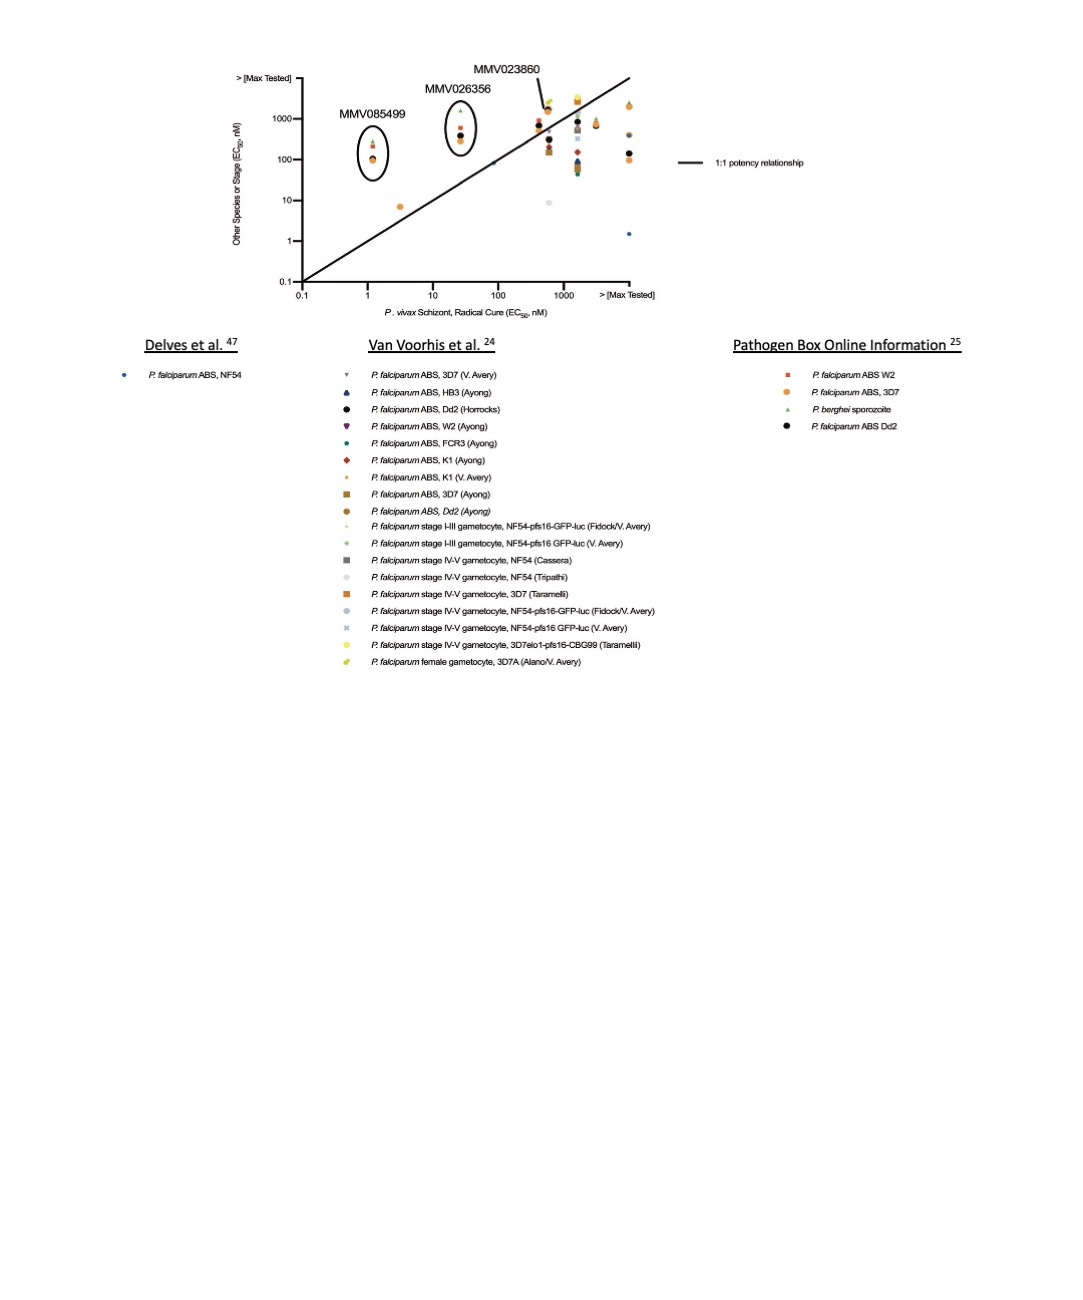 MMV023860
> [Max Tested]
MMV026356
MMV085499
1000
100
10
1
0.1
Other Species or Stage (EC50, nM)
1:1 potency relationship
0.1
1
10
100
1000
> [Max Tested]
P. vivax Schizont, Radical Cure (EC50, nM)
Delves et al. 47
P. falciparum ABS, NF54
Van Voorhis et al. 24
P. falciparum ABS, 3D7 (V. Avery)
P. falciparum ABS, HB3 (Ayong)
P. falciparum ABS, Dd2 (Horrocks)
P. falciparum ABS, W2 (Ayong)
P. falciparum ABS, FCR3 (Ayong)
P. falciparum ABS, K1 (Ayong)
P. falciparum ABS, K1 (V. Avery)
P. falciparum ABS, 3D7 (Ayong)
P. falciparum ABS, Dd2 (Ayong)
P. falciparum stage I-III gametocyte, NF54-pfs16-GFP-luc (Fidock/V. Avery)
P. falciparum stage I-III gametocyte, NF54-pfs16 GFP-luc (V. Avery)
P. falciparum stage IV-V gametocyte, NF54 (Cassera)
P. falciparum stage IV-V gametocyte, NF54 (Tripathi)
P. falciparum stage IV-V gametocyte, 3D7 (Taramelli)
P. falciparum stage IV-V gametocyte, NF54-pfs16-GFP-luc (Fidock/V. Avery)
P. falciparum stage IV-V gametocyte, NF54-pfs16 GFP-luc (V. Avery)
P. falciparum stage IV-V gametocyte, 3D7elo1-pfs16-CBG99 (Taramelli)
P. falciparum female gametocyte, 3D7A (Alano/V. Avery)
Pathogen Box Online Information 25
P. falciparum ABS W2
P. falciparum ABS, 3D7
P. berghei sporozoite
P. falciparum ABS Dd2